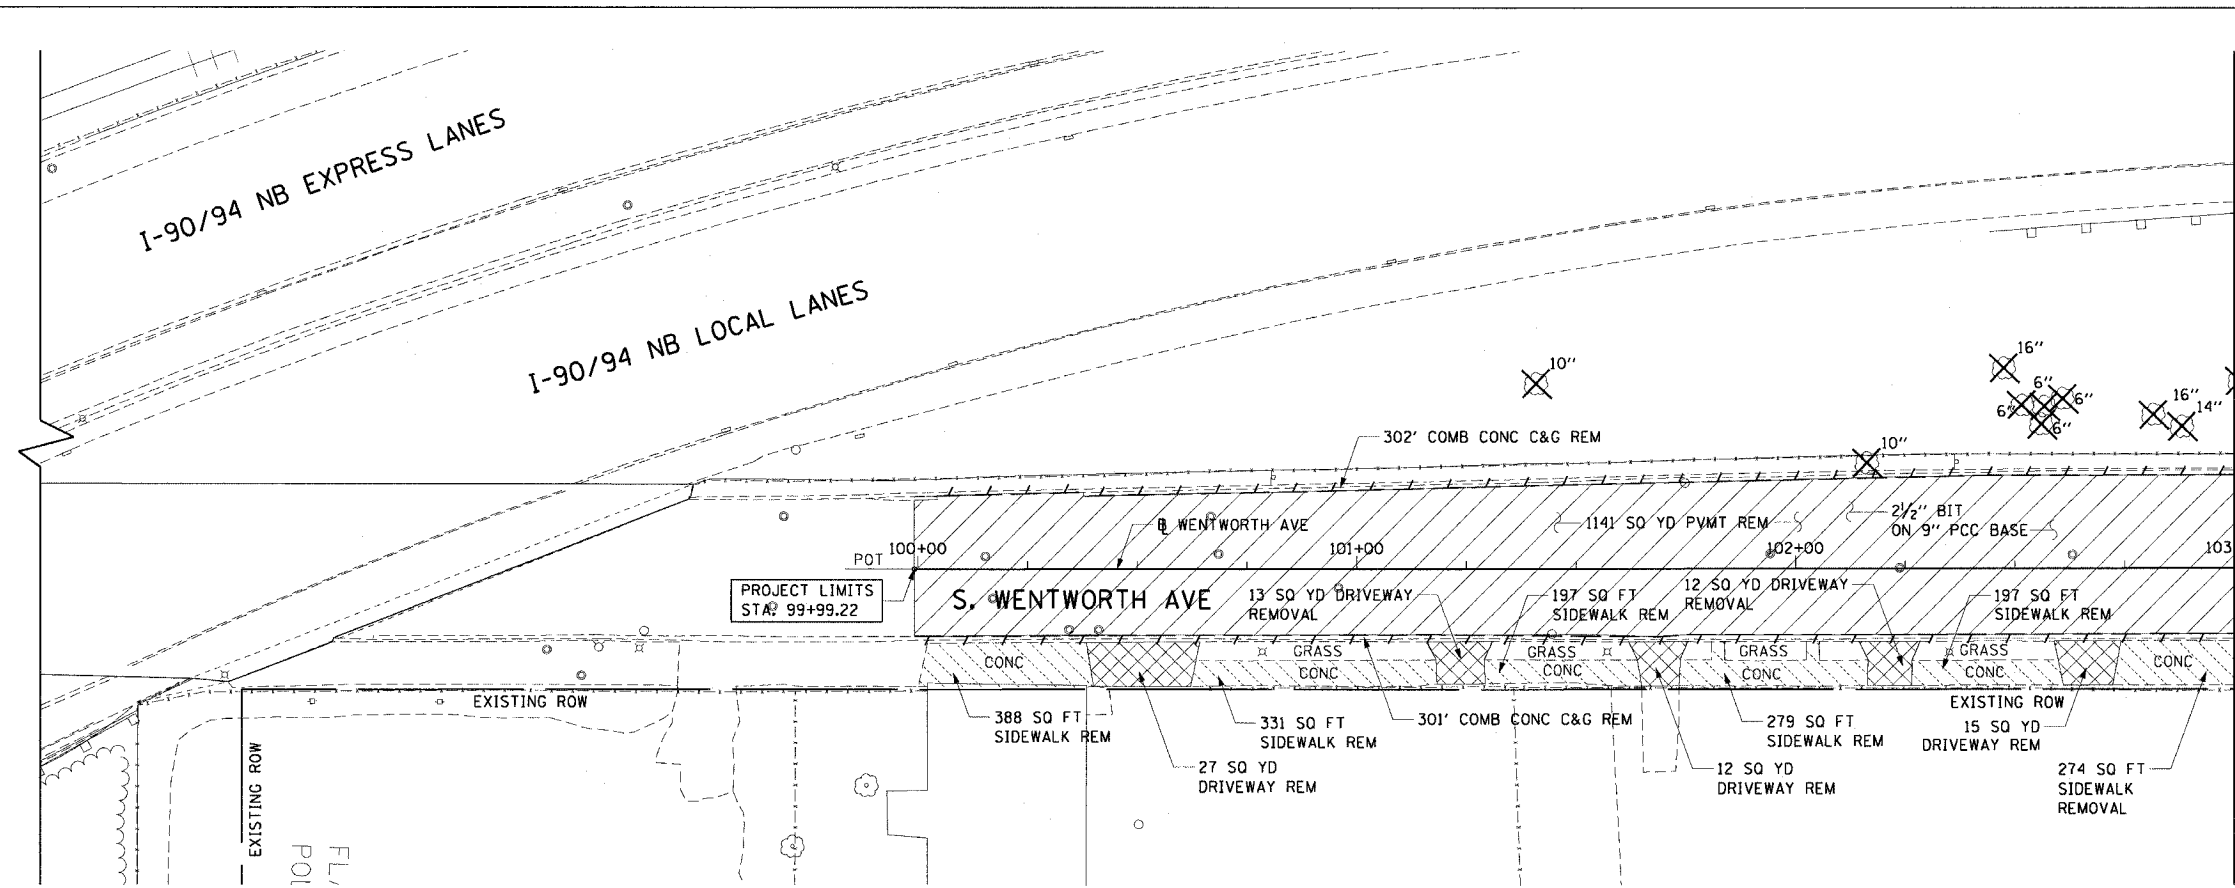 I-90/94 NB EXPRESS LANES
I-90/94 NB LOCAL LANES
10"
16"
6"
6"
6"
6"
16"
14"
10"
302' COMB CONC C&G REM
℄ WENTWORTH AVE
1141 SQ YD PVMT REM
2½" BIT
ON 9" PCC BASE
POT
100+00
101+00
102+00
103
PROJECT LIMITS
STA. 99+99.22
S. WENTWORTH AVE
13 SQ YD DRIVEWAY
REMOVAL
197 SQ FT
SIDEWALK REM
12 SQ YD DRIVEWAY
REMOVAL
197 SQ FT
SIDEWALK REM
CONC
GRASS
CONC
GRASS
CONC
GRASS
CONC
GRASS
CONC
CONC
EXISTING ROW
EXISTING ROW
388 SQ FT
SIDEWALK REM
27 SQ YD
DRIVEWAY REM
331 SQ FT
SIDEWALK REM
301' COMB CONC C&G REM
12 SQ YD
DRIVEWAY REM
279 SQ FT
SIDEWALK REM
15 SQ YD
DRIVEWAY REM
274 SQ FT
SIDEWALK
REMOVAL
EXISTING ROW